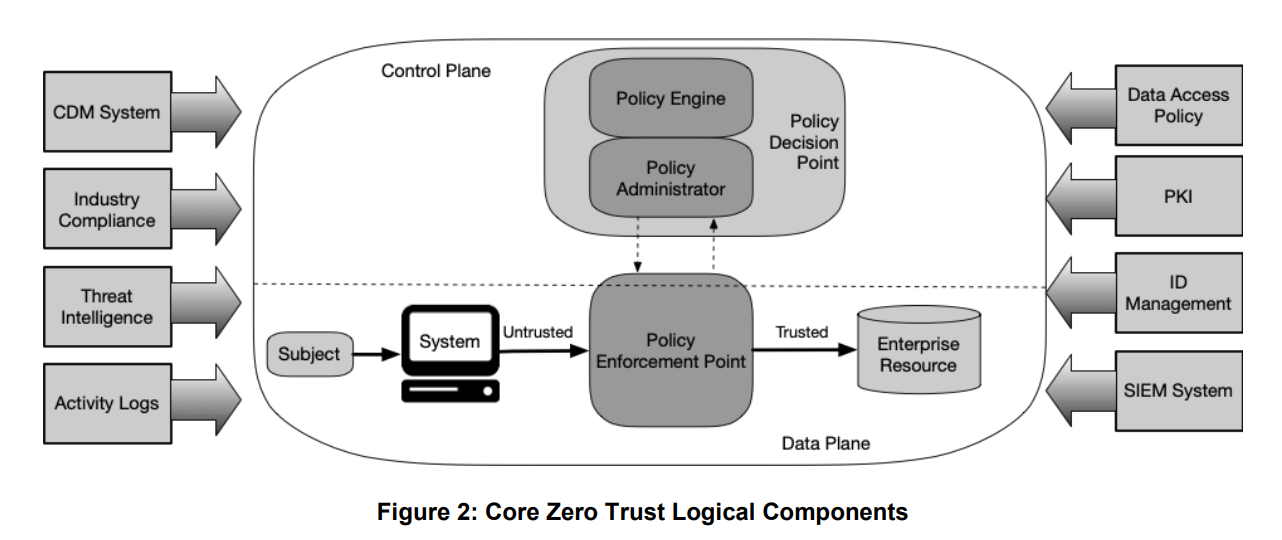 Control Plane
CDM System
Industry
Compliance
Threat
Intelligence
Activity Logs
Policy Engine
Policy
Administrator
Policy
Decision
Point
Data Access
Policy
PKI
ID
Management
SIEM System
Subject
System
Untrusted
Policy
Enforcement Point
Trusted
Enterprise
Resource
Data Plane
Figure 2: Core Zero Trust Logical Components